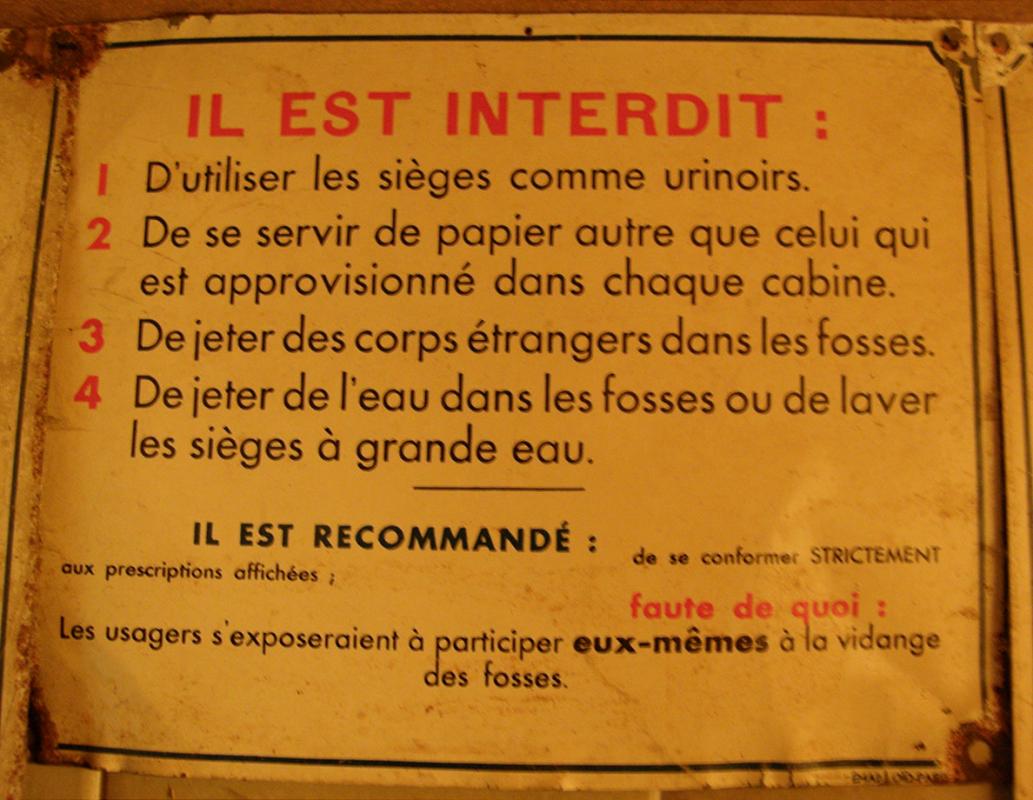 IL EST INTERDIT :
1 D'utiliser les sièges comme urinoirs.
2 De se servir de papier autre que celui qui
est approvisionné dans chaque cabine.
3 De jeter des corps étrangers dans les fosses.
4 De jeter de l'eau dans les fosses ou de laver
les sièges à grande eau.
IL EST RECOMMANDÉ : de se conformer STRICTEMENT
aux prescriptions affichées ;
faute de quoi :
Les usagers s'exposeraient à participer eux-mêmes à la vidange
des fosses.